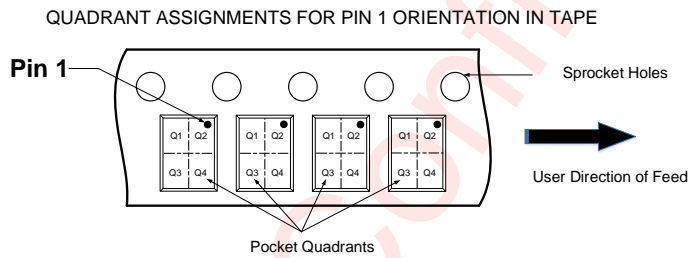 QUADRANT ASSIGNMENTS FOR PIN 1 ORIENTATION IN TAPE
Pin 1
Sprocket Holes
Q1 Q2 Q1 Q2 Q1 Q2 Q1 Q2
Q3 Q4 Q3 Q4 Q3 Q4 Q3 Q4
User Direction of Feed
Pocket Quadrants
Confi